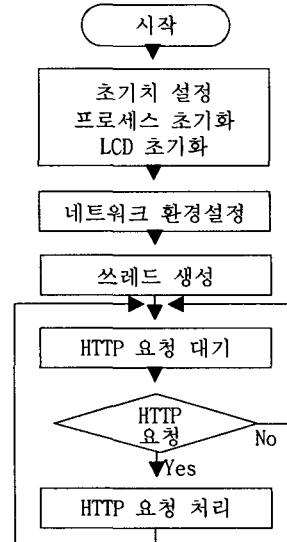 시작
초기치 설정
프로세스 초기화
LCD 초기화
네트워크 환경설정
쓰레드 생성
HTTP 요청 대기
HTTP
요청
No
Yes
HTTP 요청 처리